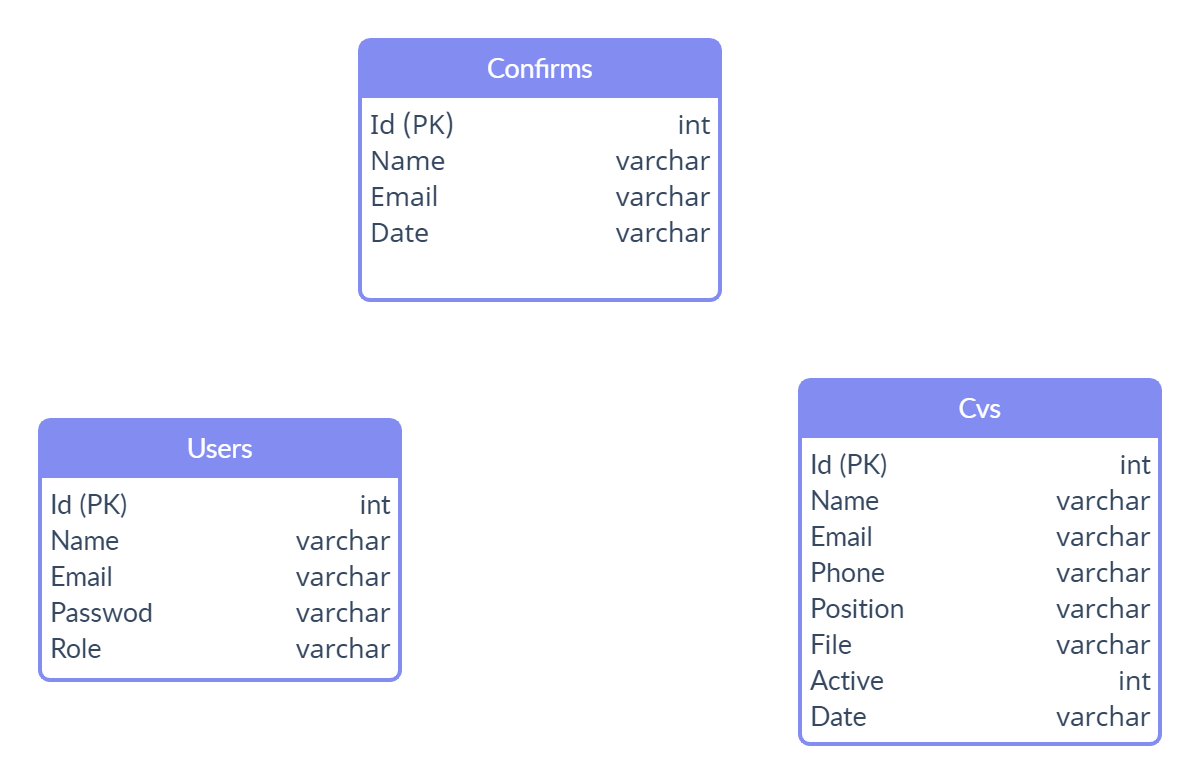 Confirms
Id (PK) int
Name varchar
Email varchar
Date varchar
Users
Id (PK) int
Name varchar
Email varchar
Passwod varchar
Role varchar
Cvs
Id (PK) int
Name varchar
Email varchar
Phone varchar
Position varchar
File varchar
Active int
Date varchar